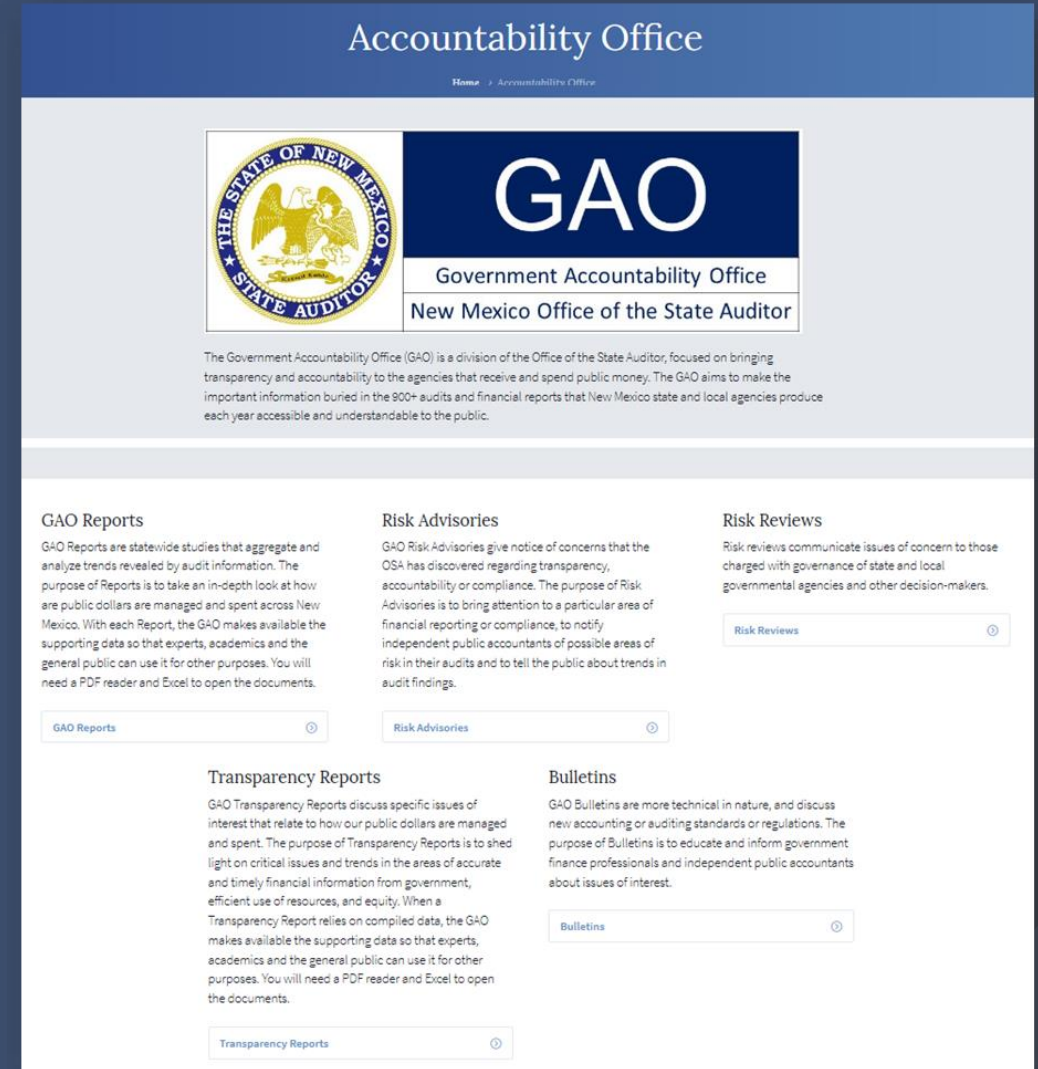 Accountability Office
Home › Accountability Office
THE STATE OF NEW MEXICO
STATE AUDITOR
GAO
Government Accountability Office
New Mexico Office of the State Auditor
The Government Accountability Office (GAO) is a division of the Office of the State Auditor, focused on bringing
transparency and accountability to the agencies that receive and spend public money. The GAO aims to make the
important information buried in the 900+ audits and financial reports that New Mexico state and local agencies produce
each year accessible and understandable to the public.
GAO Reports
GAO Reports are statewide studies that aggregate and
analyze trends revealed by audit information. The
purpose of Reports is to take an in-depth look at how
are public dollars are managed and spent across New
Mexico. With each Report, the GAO makes available the
supporting data so that experts, academics and the
general public can use it for other purposes. You will
need a PDF reader and Excel to open the documents.
GAO Reports
Risk Advisories
GAO Risk Advisories give notice of concerns that the
OSA has discovered regarding transparency,
accountability or compliance. The purpose of Risk
Advisories is to bring attention to a particular area of
financial reporting or compliance, to notify
independent public accountants of possible areas of
risk in their audits and to tell the public about trends in
audit findings.
Risk Advisories
Risk Reviews
Risk reviews communicate issues of concern to those
charged with governance of state and local
governmental agencies and other decision-makers.
Risk Reviews
Transparency Reports
GAO Transparency Reports discuss specific issues of
interest that relate to how our public dollars are managed
and spent. The purpose of Transparency Reports is to shed
light on critical issues and trends in the areas of accurate
and timely financial information from government,
efficient use of resources, and equity. When a
Transparency Report relies on compiled data, the GAO
makes available the supporting data so that experts,
academics and the general public can use it for other
purposes. You will need a PDF reader and Excel to open
the documents.
Transparency Reports
Bulletins
GAO Bulletins are more technical in nature, and discuss
new accounting or auditing standards or regulations. The
purpose of Bulletins is to educate and inform government
finance professionals and independent public accountants
about issues of interest.
Bulletins